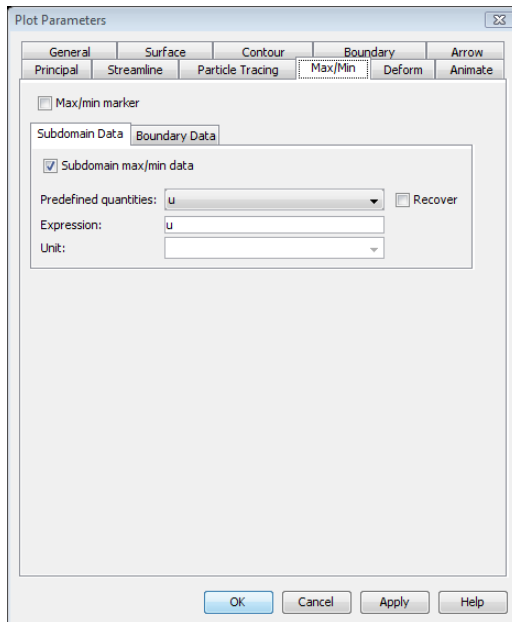 Plot Parameters
General Surface Contour Boundary Arrow
Principal Streamline Particle Tracing Max/Min Deform Animate
Max/min marker
Subdomain Data Boundary Data
Subdomain max/min data
Predefined quantities: u Recover
Expression: u
Unit:
OK Cancel Apply Help